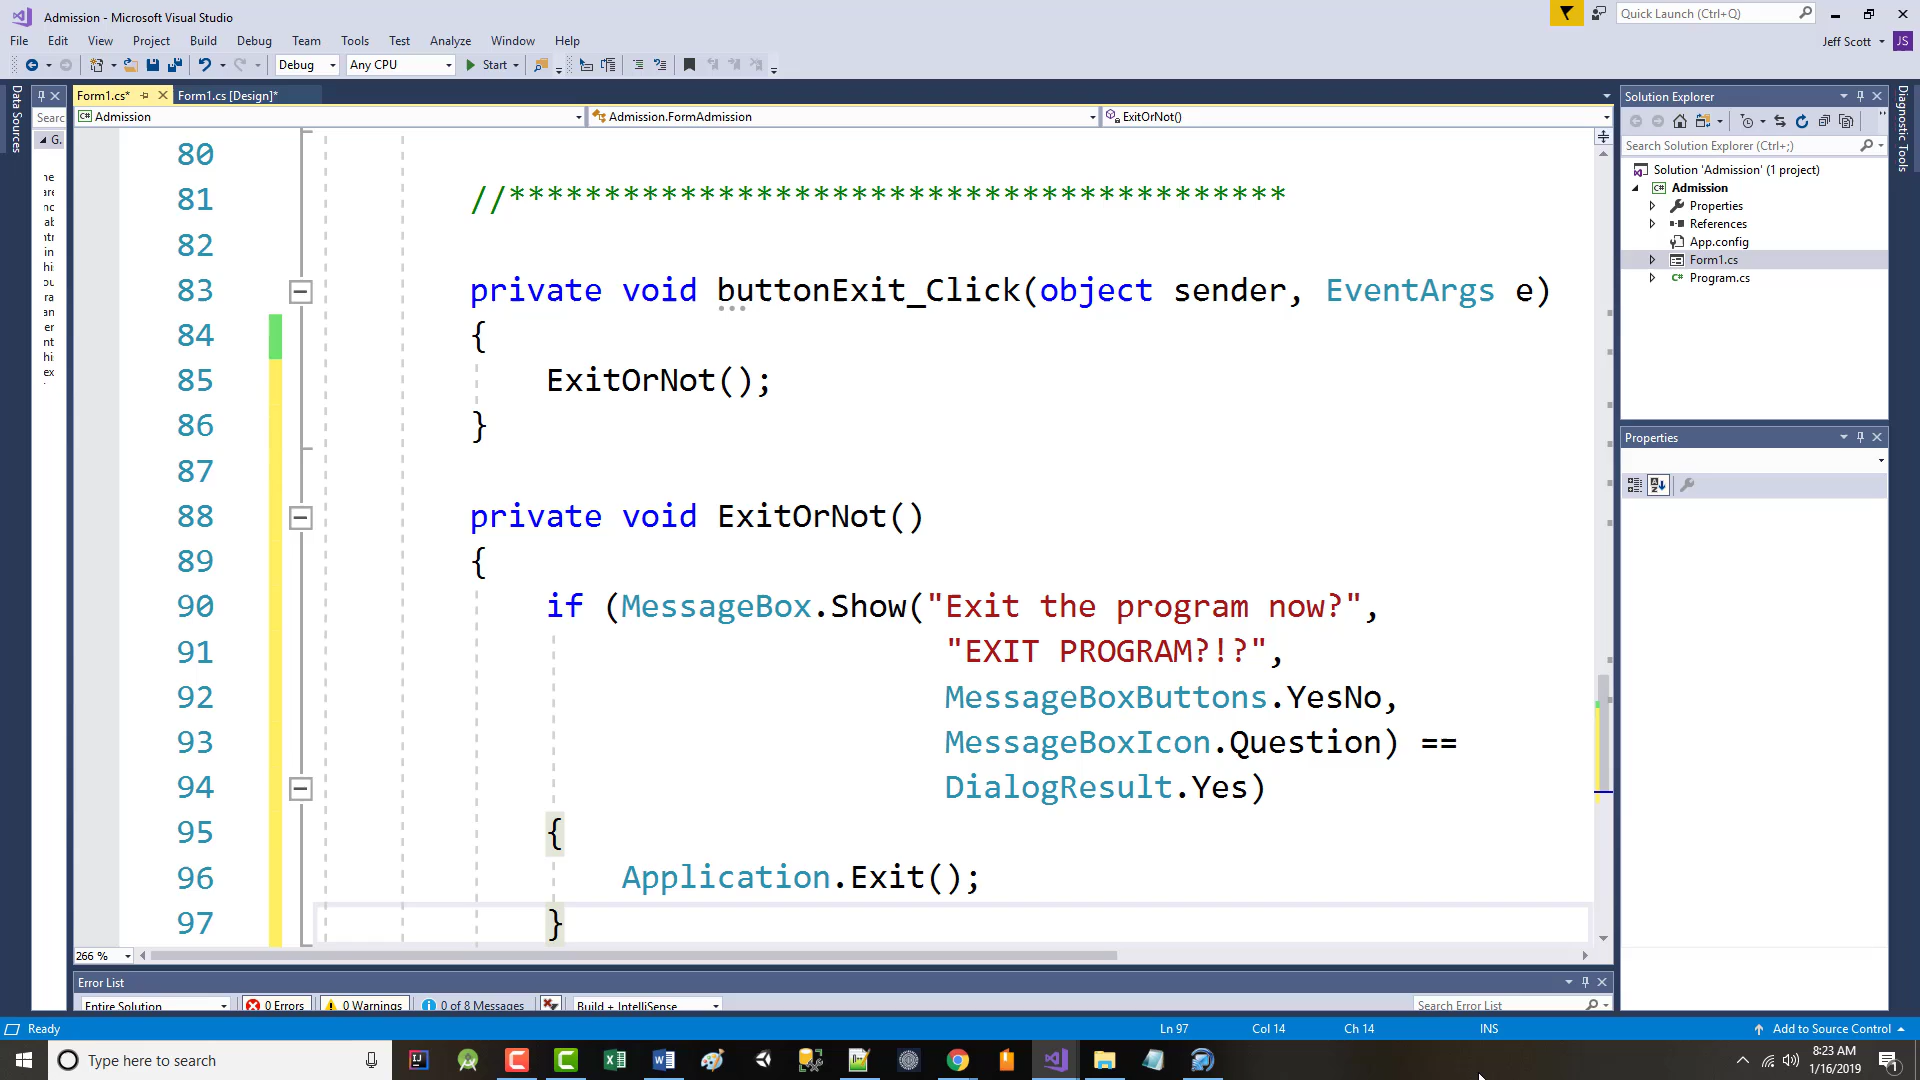 Admission - Microsoft Visual Studio
Quick Launch (Ctrl+Q)
File Edit View Project Build Debug Team Tools Test Analyze Window Help
Jeff Scott JS
Debug Any CPU Start
Form1.cs* Form1.cs [Design]*
Admission Admission.FormAdmission ExitOrNot()
Data Sources
Searc
G.
80
81 //*****************************************
82
83 private void buttonExit_Click(object sender, EventArgs e)
84 {
85 ExitOrNot();
86 }
87
88 private void ExitOrNot()
89 {
90 if (MessageBox.Show("Exit the program now?",
91 "EXIT PROGRAM?!?",
92 MessageBoxButtons.YesNo,
93 MessageBoxIcon.Question) ==
94 DialogResult.Yes)
95 {
96 Application.Exit();
97 }
266 %
Solution Explorer
Search Solution Explorer (Ctrl+;)
Solution 'Admission' (1 project)
C# Admission
Properties
References
App.config
Form1.cs
C# Program.cs
Properties
Diagnostic Tools
Error List
Entire Solution 0 Errors 0 Warnings 0 of 8 Messages Build + IntelliSense Search Error List
Ready Ln 97 Col 14 Ch 14 INS Add to Source Control
Type here to search
8:23 AM
1/16/2019
1